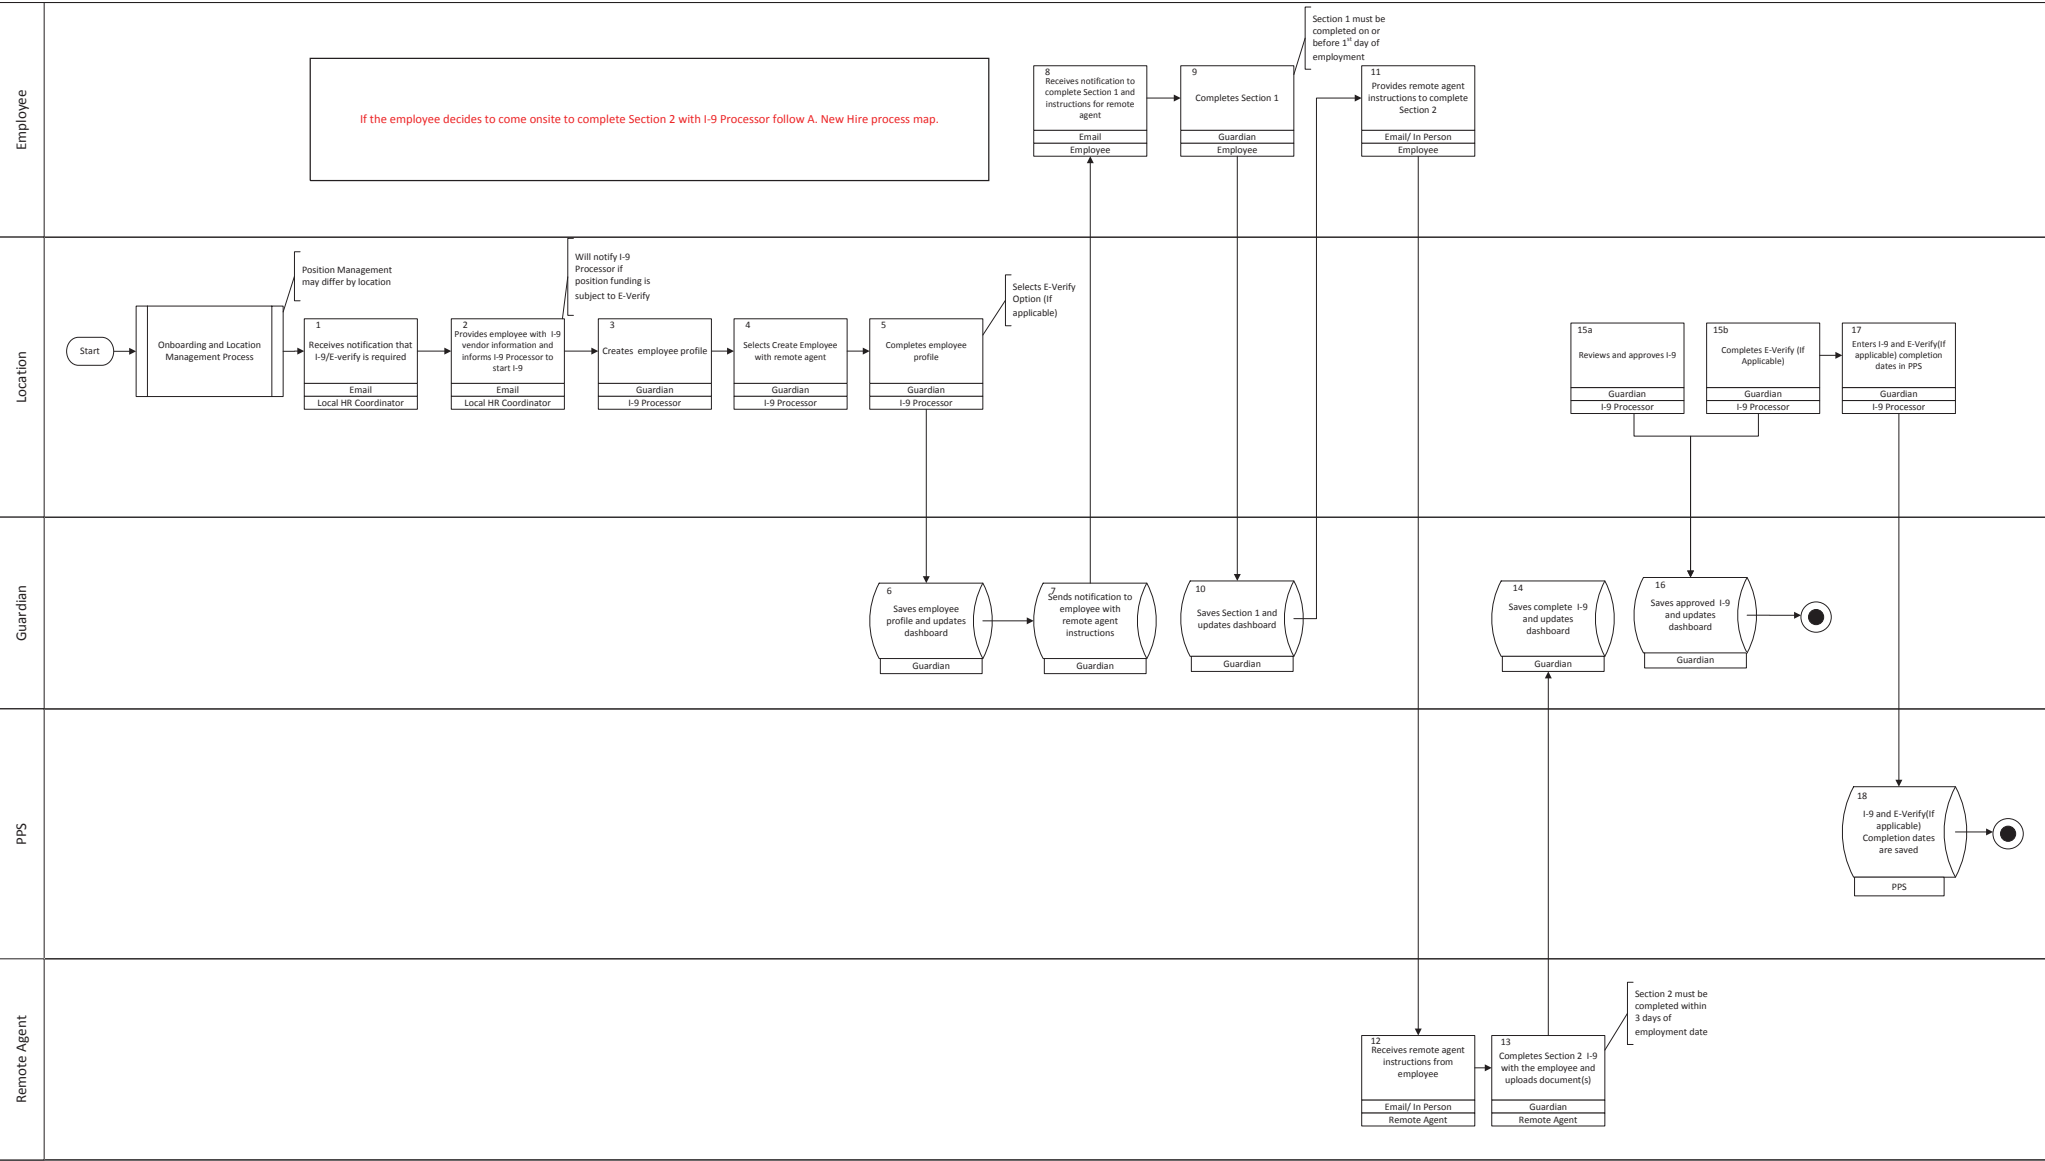 Employee
If the employee decides to come onsite to complete Section 2 with I-9 Processor follow A. New Hire process map.
8
Receives notification to
complete Section 1 and
instructions for remote
agent
Email
Employee
9
Completes Section 1
Guardian
Employee
Section 1 must be
completed on or
before 1st day of
employment
11
Provides remote agent
instructions to complete
Section 2
Email/ In Person
Employee
Location
Start
Onboarding and Location
Management Process
Position Management
may differ by location
1
Receives notification that
I-9/E-verify is required
Email
Local HR Coordinator
2
Provides employee with I-9
vendor information and
informs I-9 Processor to
start I-9
Email
Local HR Coordinator
Will notify I-9
Processor if
position funding is
subject to E-Verify
3
Creates employee profile
Guardian
I-9 Processor
4
Selects Create Employee
with remote agent
Guardian
I-9 Processor
5
Completes employee
profile
Guardian
I-9 Processor
Selects E-Verify
Option (If
applicable)
15a
Reviews and approves I-9
Guardian
I-9 Processor
15b
Completes E-Verify (If
Applicable)
Guardian
I-9 Processor
17
Enters I-9 and E-Verify(If
applicable) completion
dates in PPS
Guardian
I-9 Processor
Guardian
6
Saves employee
profile and updates
dashboard
Guardian
7
Sends notification to
employee with
remote agent
instructions
Guardian
10
Saves Section 1 and
updates dashboard
Guardian
14
Saves complete I-9
and updates
dashboard
Guardian
16
Saves approved I-9
and updates
dashboard
Guardian
PPS
18
I-9 and E-Verify(If
applicable)
Completion dates
are saved
PPS
Remote Agent
12
Receives remote agent
instructions from
employee
Email/ In Person
Remote Agent
13
Completes Section 2 I-9
with the employee and
uploads document(s)
Guardian
Remote Agent
Section 2 must be
completed within
3 days of
employment date